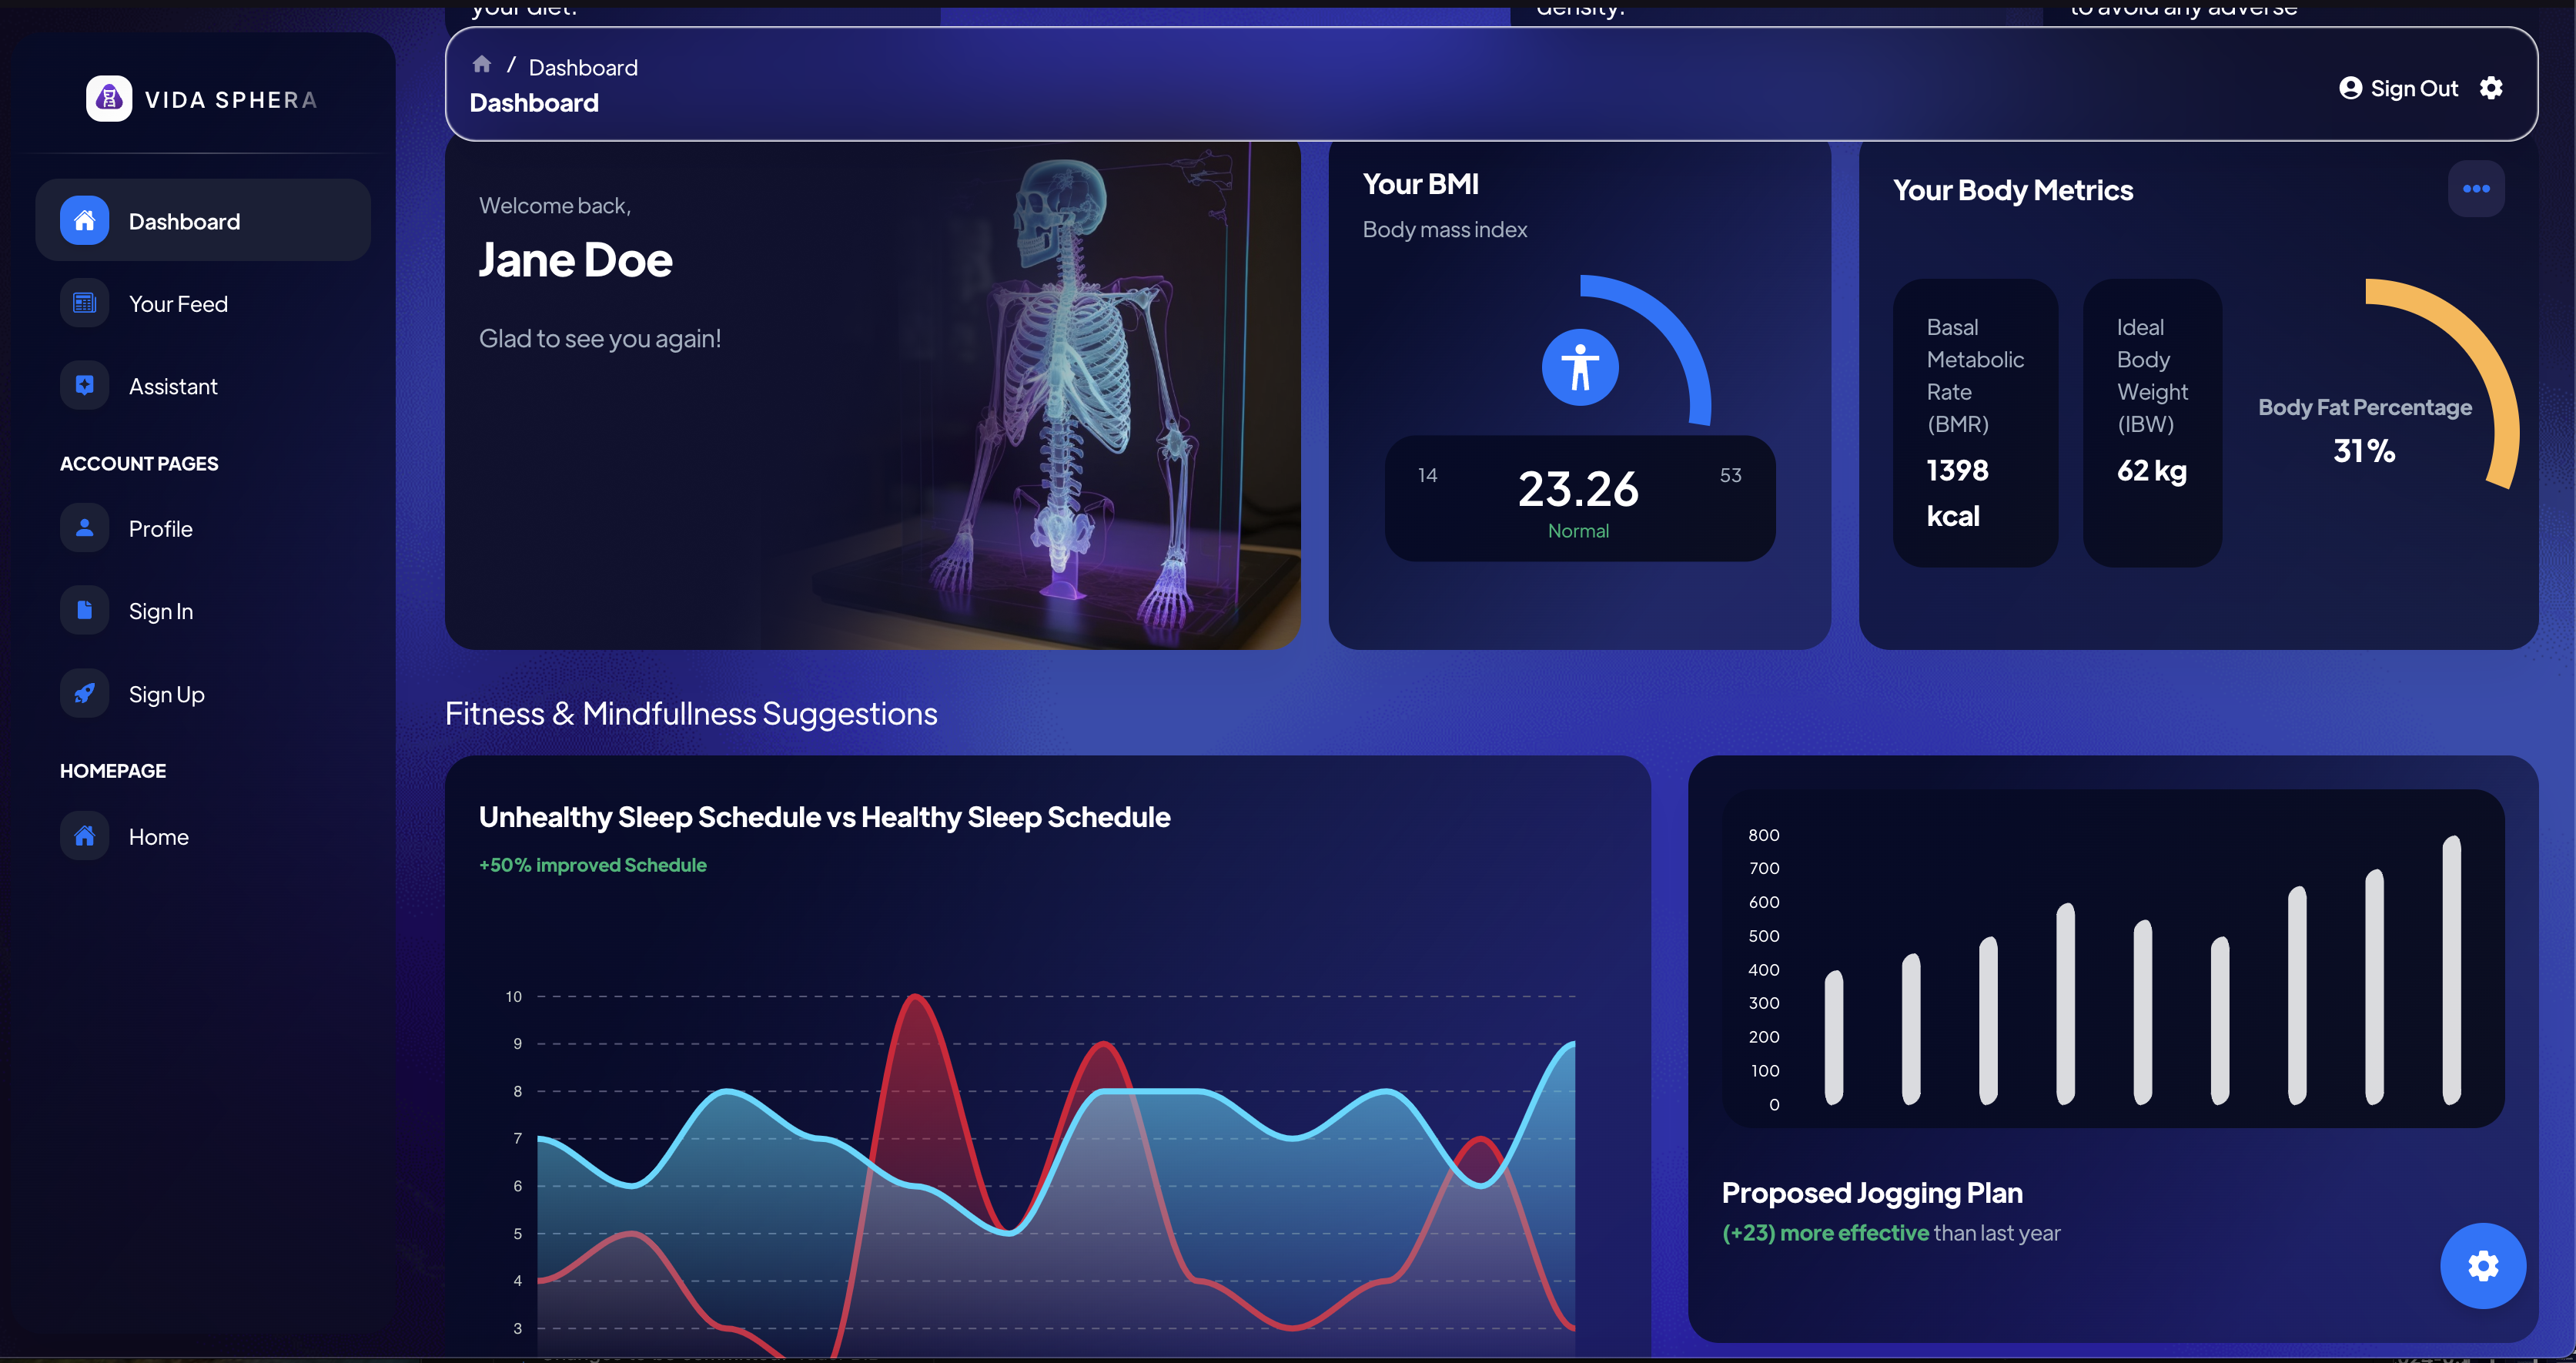 your diet.
density.
to avoid any adverse
VIDA SPHERA
/ Dashboard
Dashboard
Sign Out
Dashboard
Your Feed
Assistant
ACCOUNT PAGES
Profile
Sign In
Sign Up
HOMEPAGE
Home
Welcome back,
Jane Doe
Glad to see you again!
Your BMI
Body mass index
14
23.26
53
Normal
Your Body Metrics
Basal
Metabolic
Rate
(BMR)
1398
kcal
Ideal
Body
Weight
(IBW)
62 kg
Body Fat Percentage
31%
Fitness & Mindfullness Suggestions
Unhealthy Sleep Schedule vs Healthy Sleep Schedule
+50% improved Schedule
10
9
8
7
6
5
4
3
800
700
600
500
400
300
200
100
0
Proposed Jogging Plan
(+23) more effective than last year